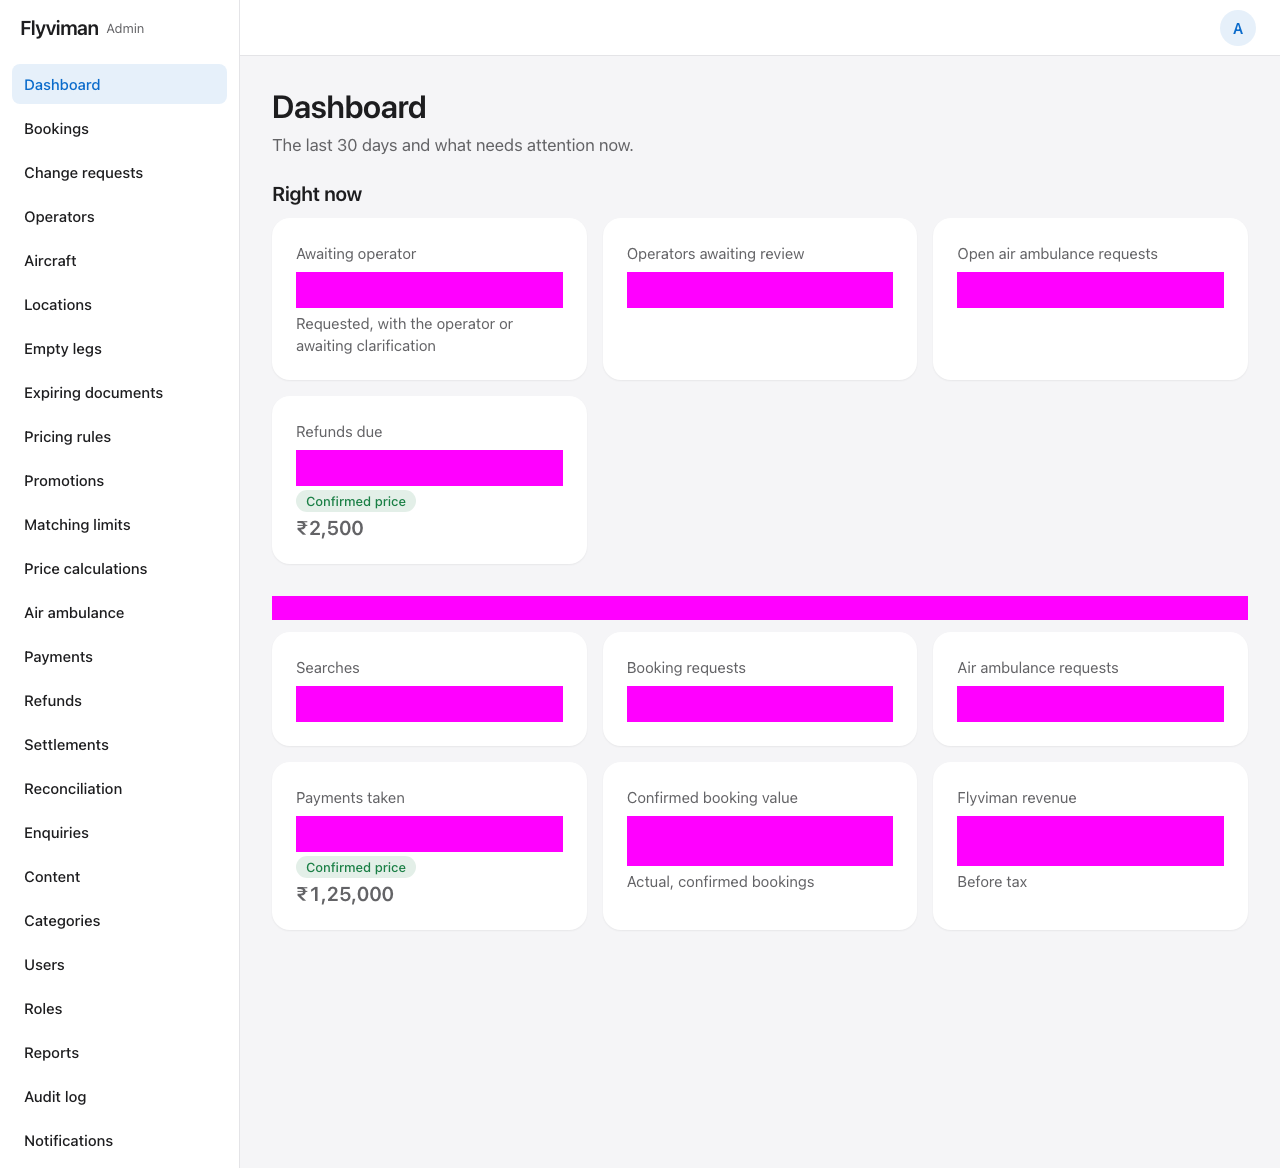 Flyviman Admin
A
Dashboard
Bookings
Change requests
Operators
Aircraft
Locations
Empty legs
Expiring documents
Pricing rules
Promotions
Matching limits
Price calculations
Air ambulance
Payments
Refunds
Settlements
Reconciliation
Enquiries
Content
Categories
Users
Roles
Reports
Audit log
Notifications
Dashboard
The last 30 days and what needs attention now.
Right now
Awaiting operator
Requested, with the operator or
awaiting clarification
Operators awaiting review
Open air ambulance requests
Refunds due
Confirmed price
₹2,500
Searches
Booking requests
Air ambulance requests
Payments taken
Confirmed price
₹1,25,000
Confirmed booking value
Actual, confirmed bookings
Flyviman revenue
Before tax